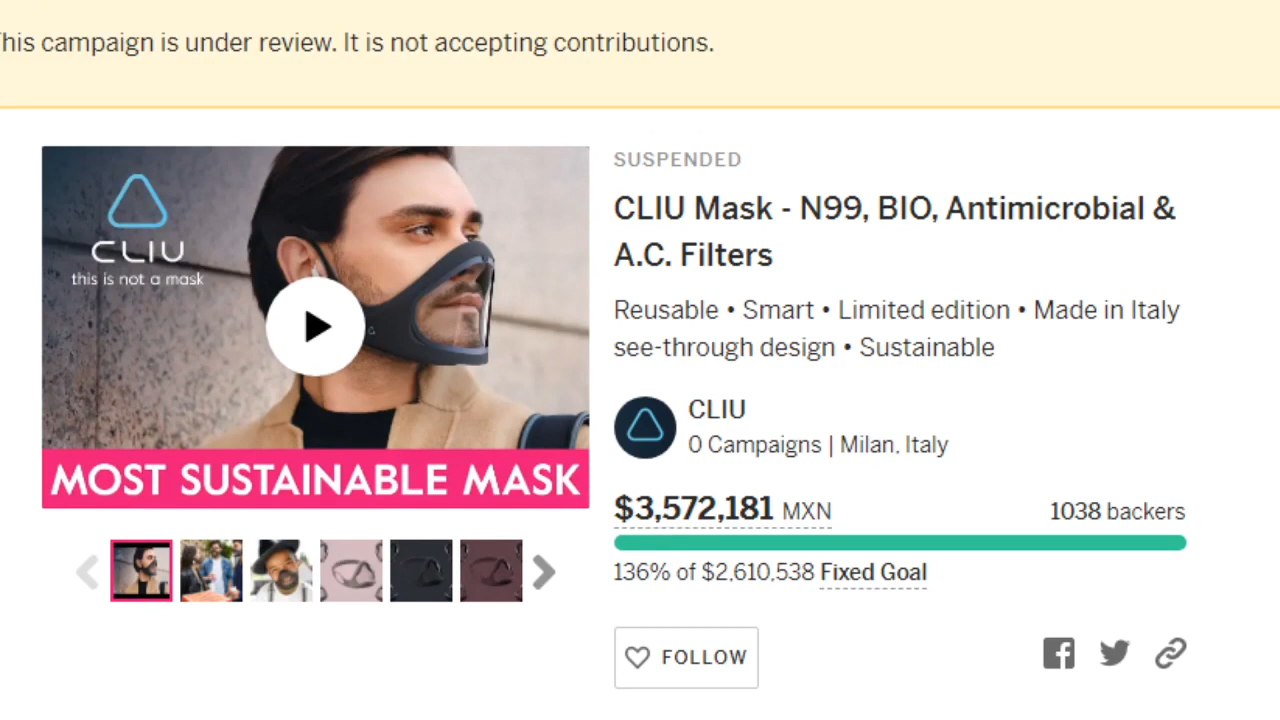 his campaign is under review. It is not accepting contributions.
CLIU
this is not a mask
MOST SUSTAINABLE MASK
SUSPENDED
CLIU Mask - N99, BIO, Antimicrobial &
A.C. Filters
Reusable • Smart • Limited edition • Made in Italy
see-through design • Sustainable
CLIU
0 Campaigns | Milan, Italy
$3,572,181 MXN 1038 backers
136% of $2,610,538 Fixed Goal
FOLLOW